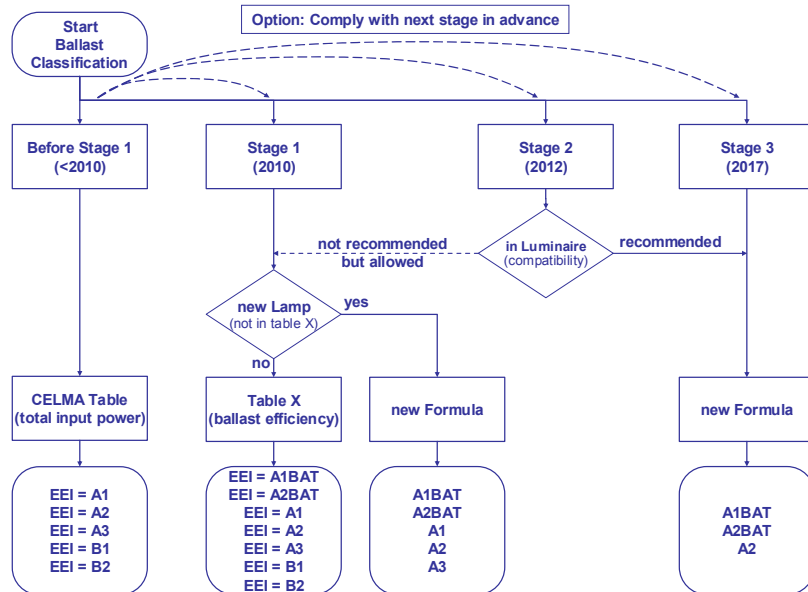 Option: Comply with next stage in advance
Start
Ballast
Classification
Before Stage 1
(<2010)
Stage 1
(2010)
Stage 2
(2012)
Stage 3
(2017)
not recommended
but allowed
in Luminaire
(compatibility)
recommended
new Lamp
(not in table X)
yes
no
CELMA Table
(total input power)
Table X
(ballast efficiency)
new Formula
new Formula
EEI = A1
EEI = A2
EEI = A3
EEI = B1
EEI = B2
EEI = A1BAT
EEI = A2BAT
EEI = A1
EEI = A2
EEI = A3
EEI = B1
EEI = B2
A1BAT
A2BAT
A1
A2
A3
A1BAT
A2BAT
A2